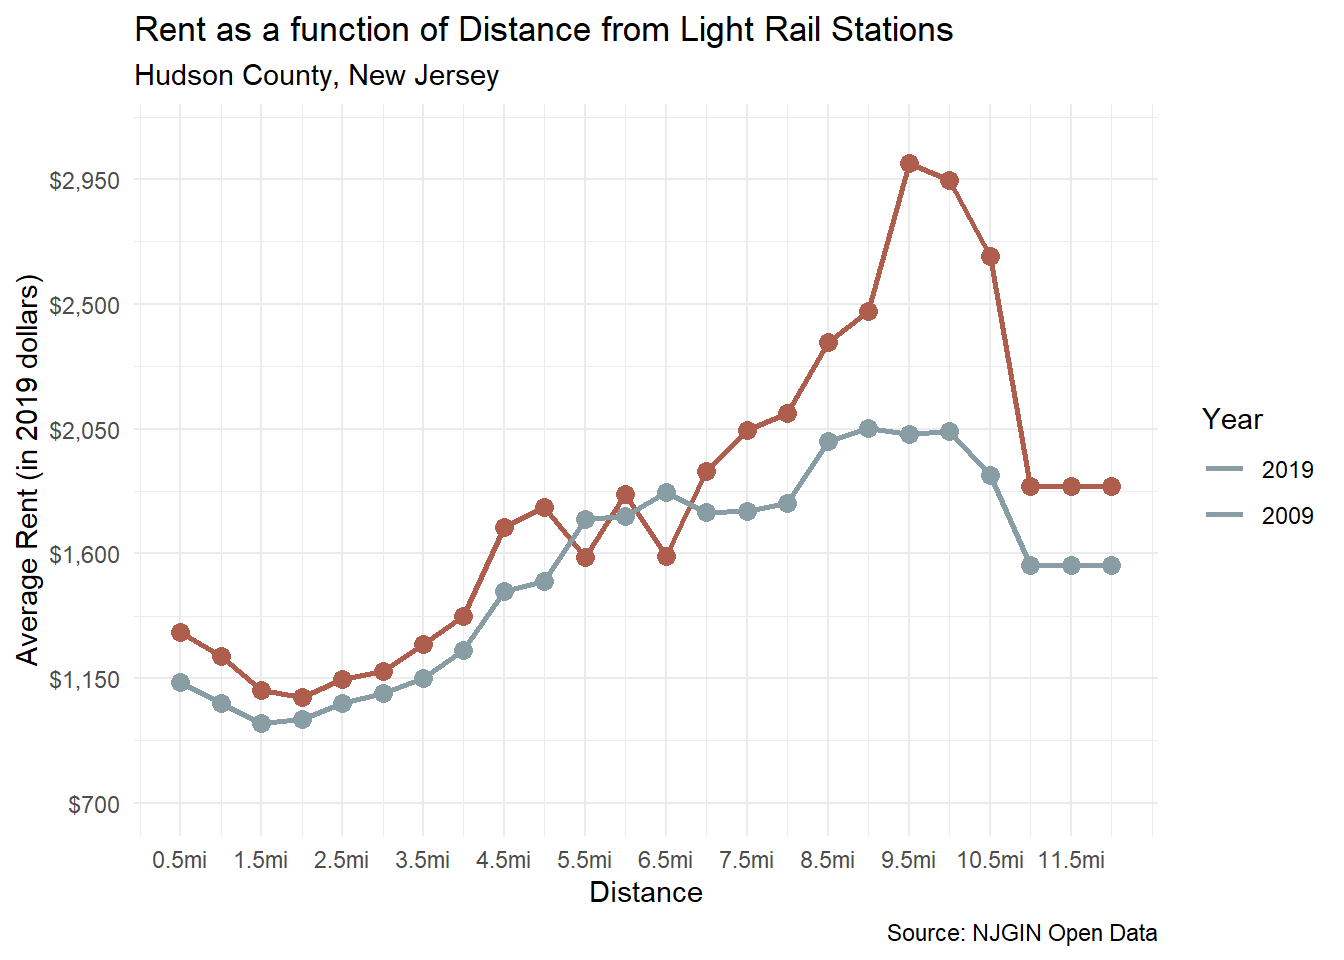 Rent as a function of Distance from Light Rail Stations
Hudson County, New Jersey
Average Rent (in 2019 dollars)
$2,950
$2,500
$2,050
$1,600
$1,150
$700
0.5mi 1.5mi 2.5mi 3.5mi 4.5mi 5.5mi 6.5mi 7.5mi 8.5mi 9.5mi 10.5mi 11.5mi
Distance
Year
2019
2009
Source: NJGIN Open Data